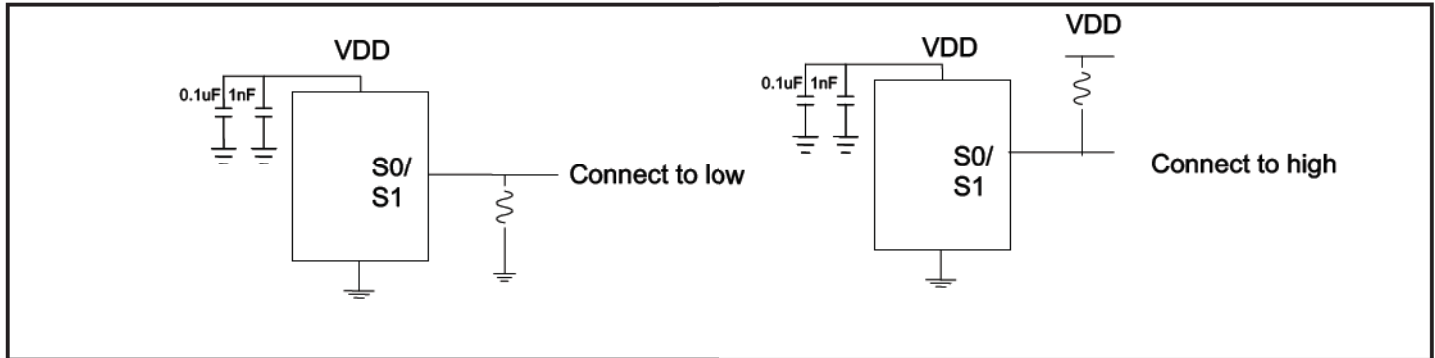 VDD
0.1uF 1nF
S0/
S1
Connect to low
VDD
VDD
0.1uF 1nF
S0/
S1
Connect to high